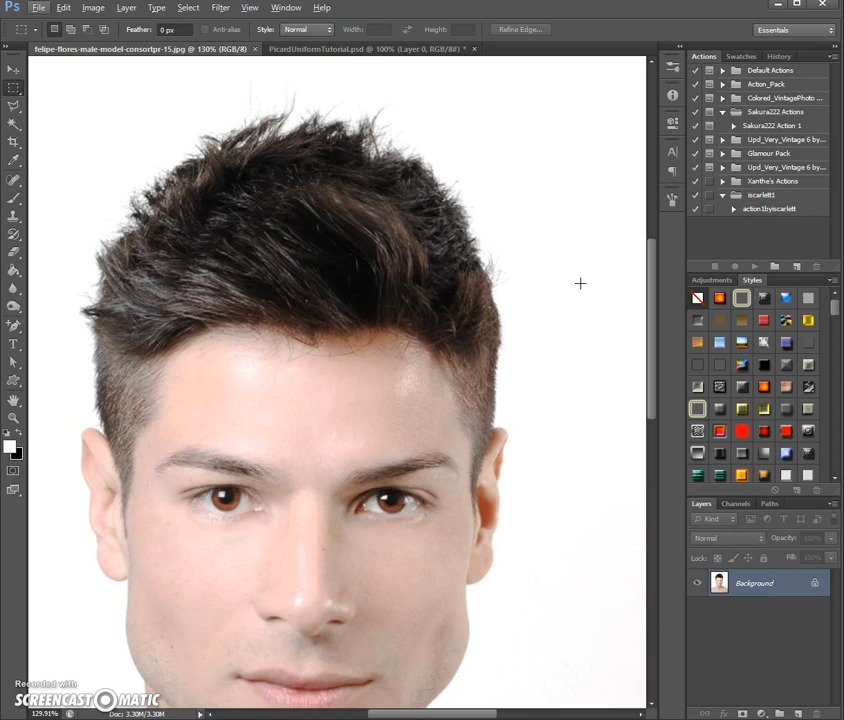 Ps File Edit Image Layer Type Select Filter View Window Help
Feather: 0 px Anti-alias Style: Normal Width: Height: Refine Edge... Essentials
felipe-flores-male-model-consortpr-15.jpg @ 130% (RGB/8) × PicardUniformTutorial.psd @ 100% (Layer 0, RGB/8#) * ×
Actions Swatches History
Default Actions
Action_Pack
Colored_VintagePhoto ...
Sakura222 Actions
Sakura222 Action 1
Upd_Very_Vintage 6 by...
Glamour Pack
Upd_Very_Vintage 6 by...
Xanthe's Actions
iscarlett1
action1byiscarlett
Adjustments Styles
Layers Channels Paths
Kind
Normal Opacity: 100%
Lock: Fill: 100%
Background
Recorded with
SCREENCAST-O-MATIC
129.91% Doc: 3.30M/3.30M